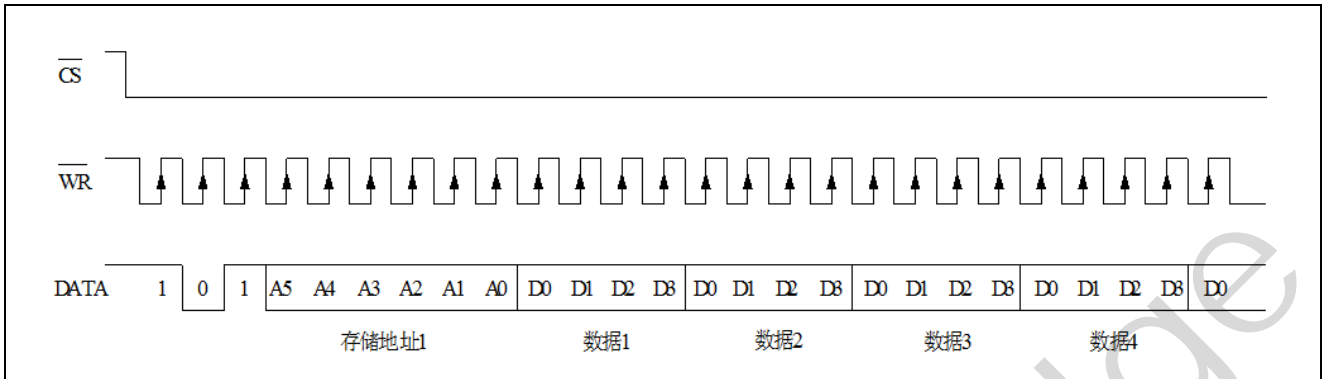 CS
WR
DATA 1 0 1 A5 A4 A3 A2 A1 A0 D0 D1 D2 D3 D0 D1 D2 D3 D0 D1 D2 D3 D0 D1 D2 D3 D0
存储地址1 数据1 数据2 数据3 数据4